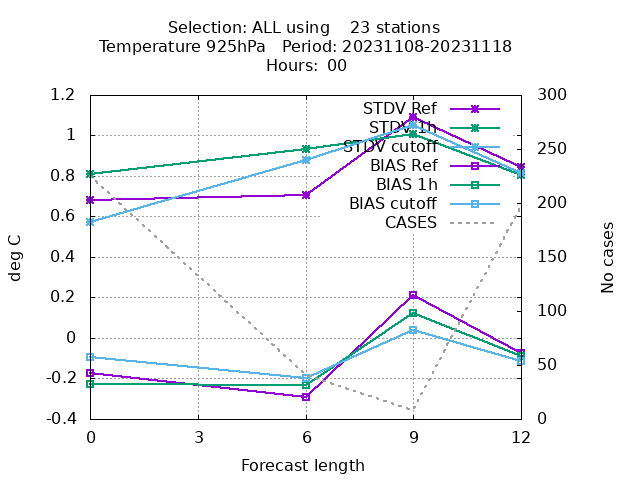 Selection: ALL using 23 stations
Temperature 925hPa Period: 20231108-20231118
Hours: 00
1.2
1
0.8
0.6
0.4
0.2
0
-0.2
-0.4
deg C
300
250
200
150
100
50
0
No cases
STDV Ref
STDV 1h
STDV cutoff
BIAS Ref
BIAS 1h
BIAS cutoff
CASES
0 3 6 9 12
Forecast length